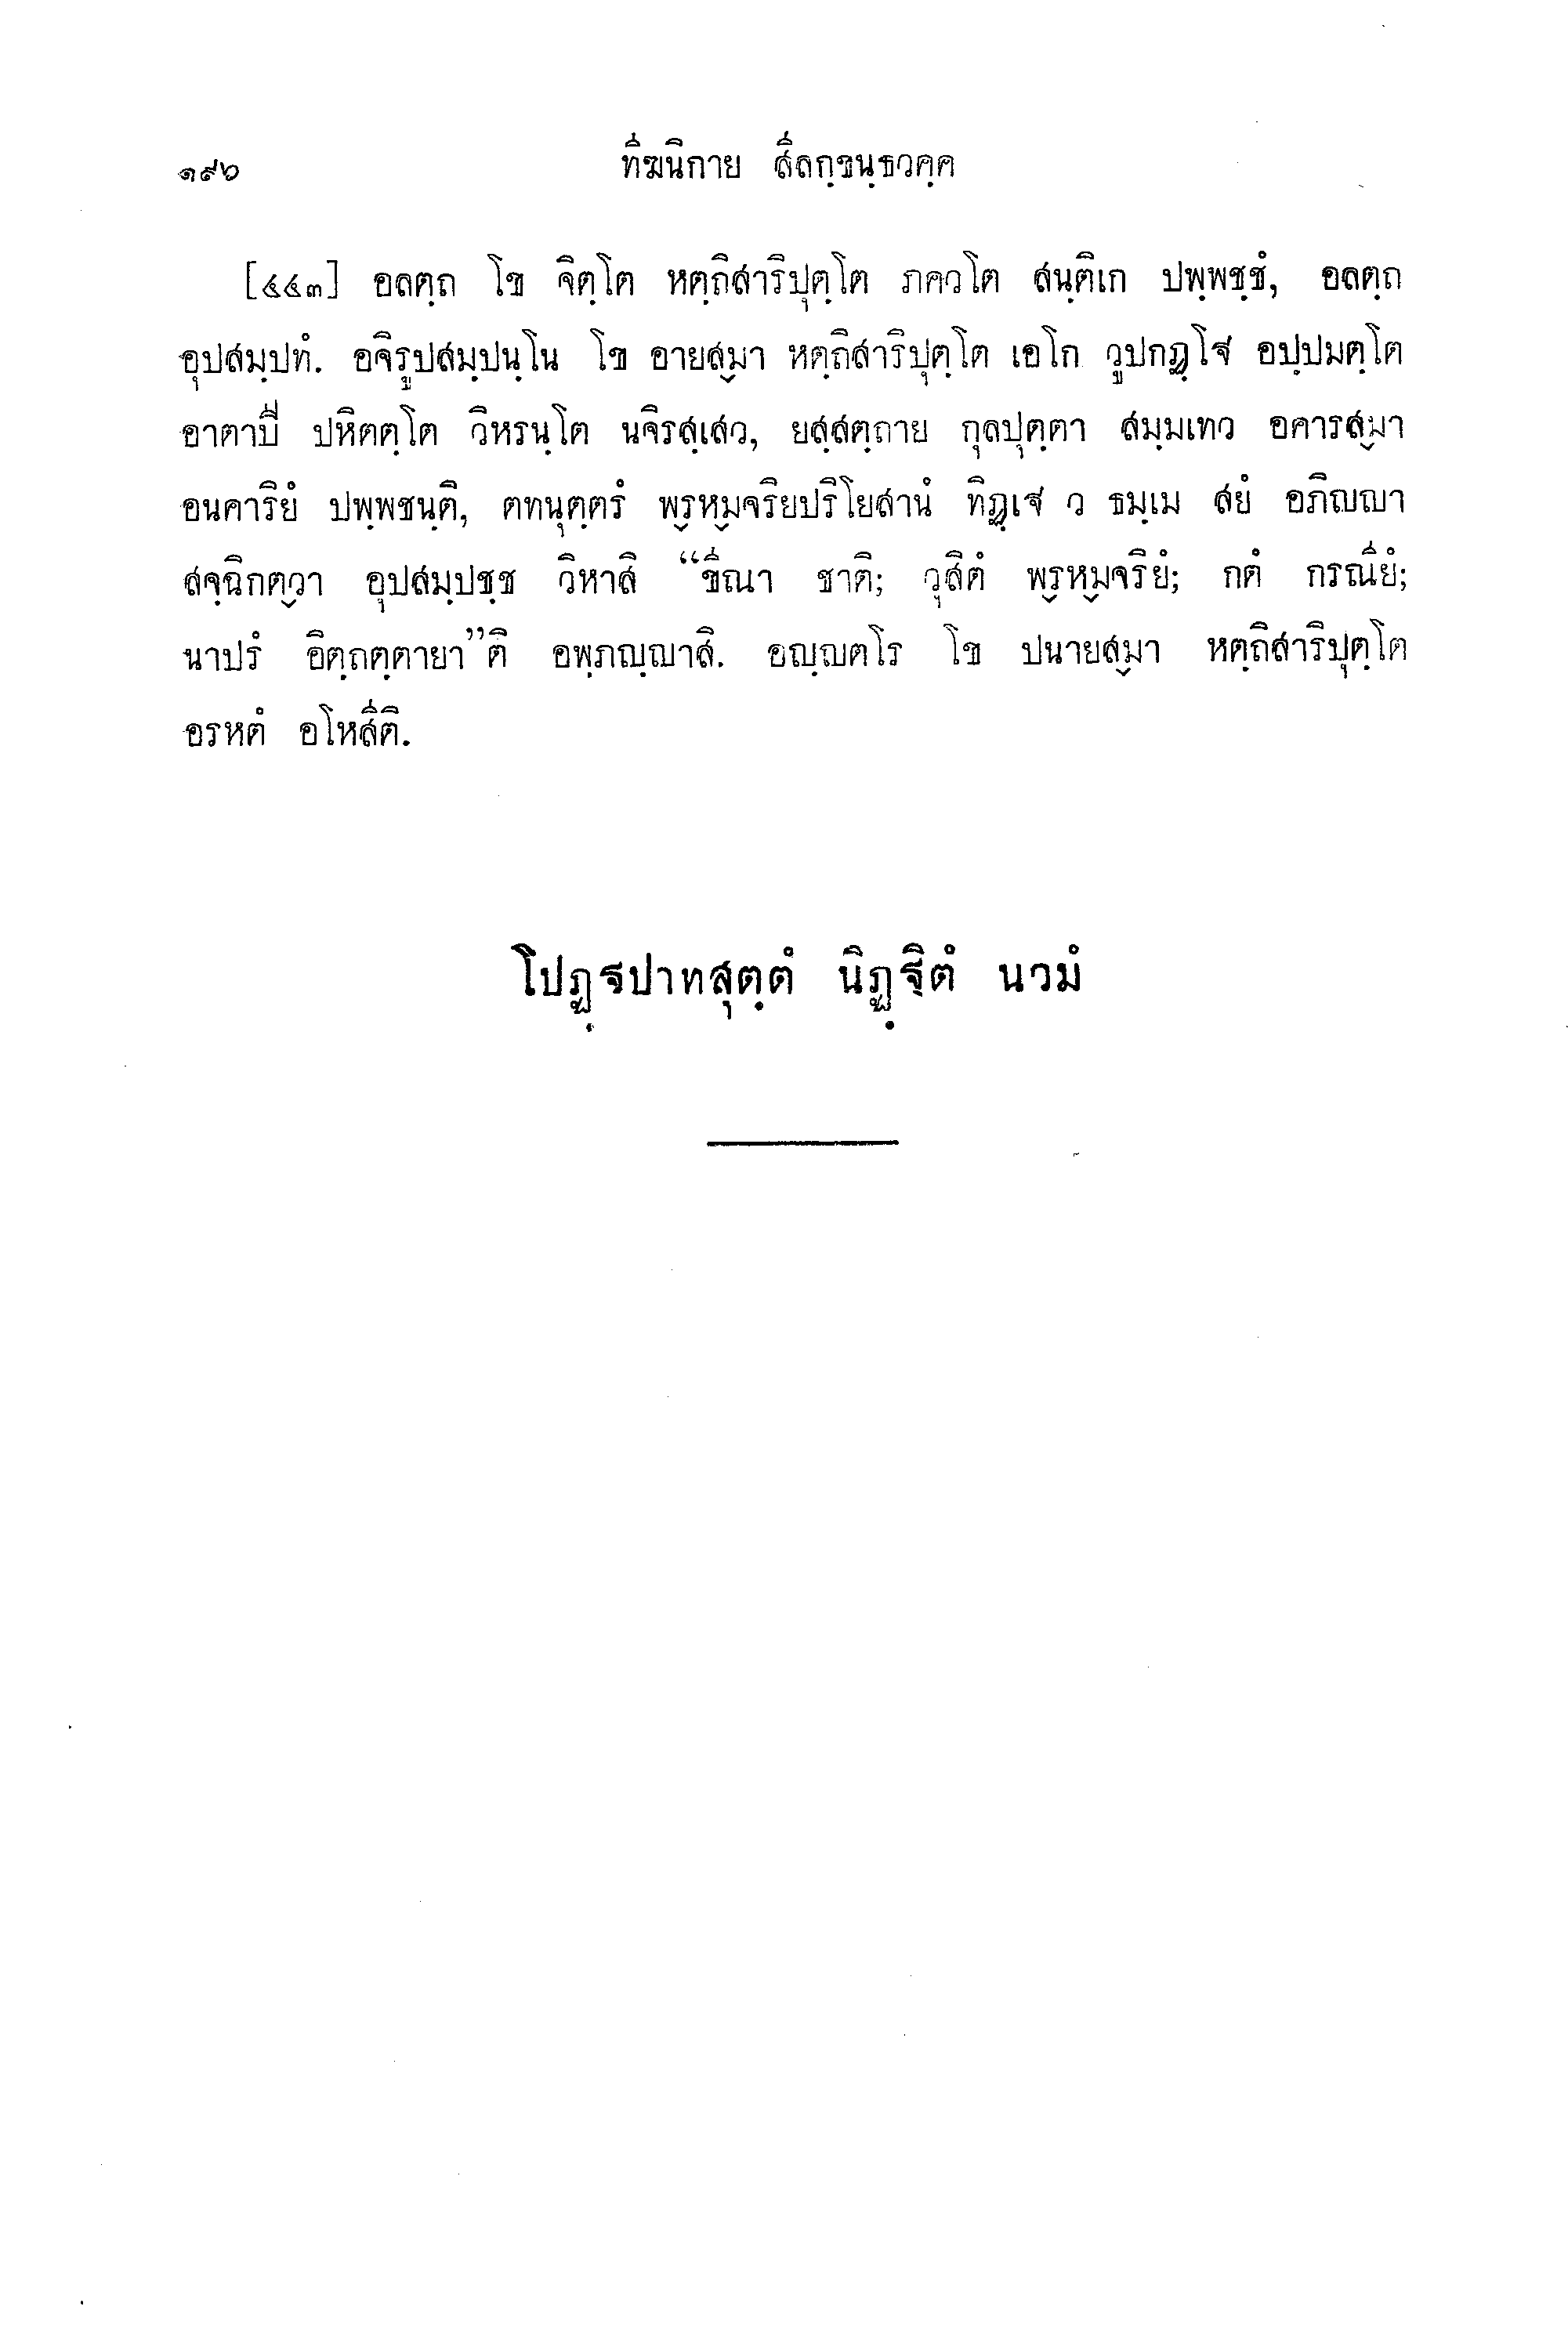 ๑๙๖ ทีฆนิกาย สีลกฺขนฺธวคฺค
[๔๔๓] อลตฺถ โข จิตฺโต หตฺถิสาริปุตฺโต ภควโต สนฺติเก ปพฺพชฺชํ, อลตฺถ
อุปสมฺปทํ. อจิรูปสมฺปนฺโน โข อายสฺมา หตฺถิสาริปุตฺโต เอโก วูปกฏฺโฐ อปฺปมตฺโต
อาตาปี ปหิตตฺโต วิหรนฺโต นจิรสฺเสว, ยสฺสตฺถาย กุลปุตฺตา สมฺมเทว อคารสฺมา
อนคาริยํ ปพฺพชนฺติ, ตทนุตฺตรํ พฺรหฺมจริยปริโยสานํ ทิฏฺเฐ ว ธมฺเม สยํ อภิญญา
สจฺฉิกตฺวา อุปสมฺปชฺช วิหาสิ “ขีณา ชาติ; วุสิตํ พฺรหฺมจริยํ; กตํ กรณียํ;
นาปรํ อิตฺถตฺตายา”ติ อพฺภญฺญาสิ. อญฺญตโร โข ปนายสฺมา หตฺถิสาริปุตฺโต
อรหตํ อโหสีติ.
โปฏฺฐปาทสุตฺตํ นิฏฺฐิตํ นวมํ